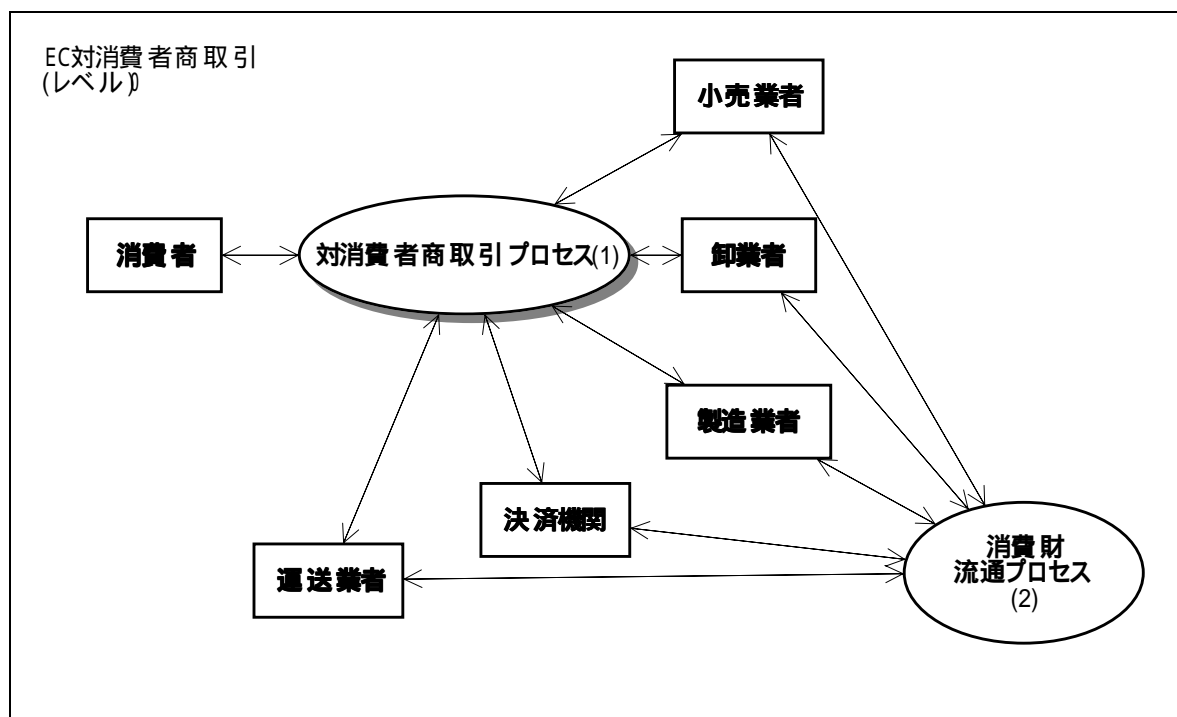 EC対消費者商取引
(レベル0)
小売業者
消費者
対消費者商取引プロセス(1)
卸業者
製造業者
決済機関
運送業者
消費財
流通プロセス
(2)